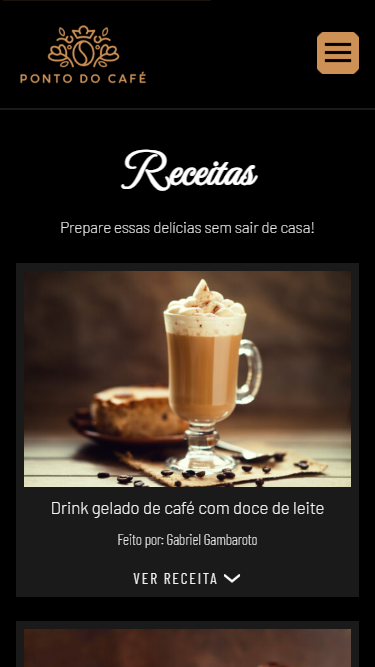 PONTO DO CAFÉ
Receitas
Prepare essas delícias sem sair de casa!
Drink gelado de café com doce de leite
Feito por: Gabriel Gambaroto
VER RECEITA